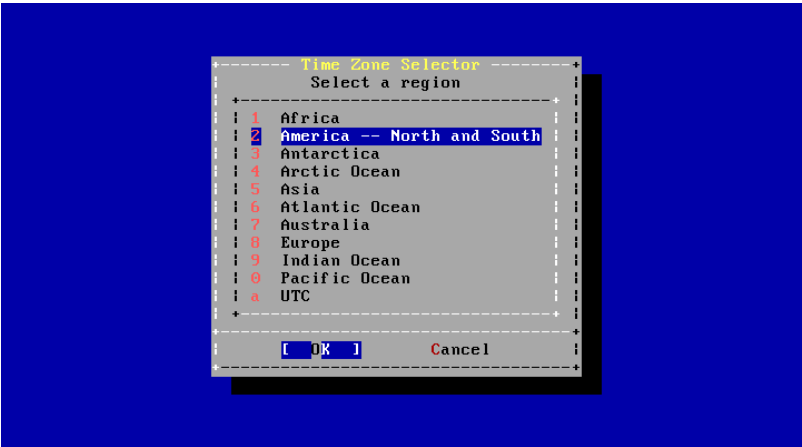 Time Zone Selector
Select a region
1 Africa
2 America -- North and South
3 Antarctica
4 Arctic Ocean
5 Asia
6 Atlantic Ocean
7 Australia
8 Europe
9 Indian Ocean
0 Pacific Ocean
a UTC
[ OK ] Cancel